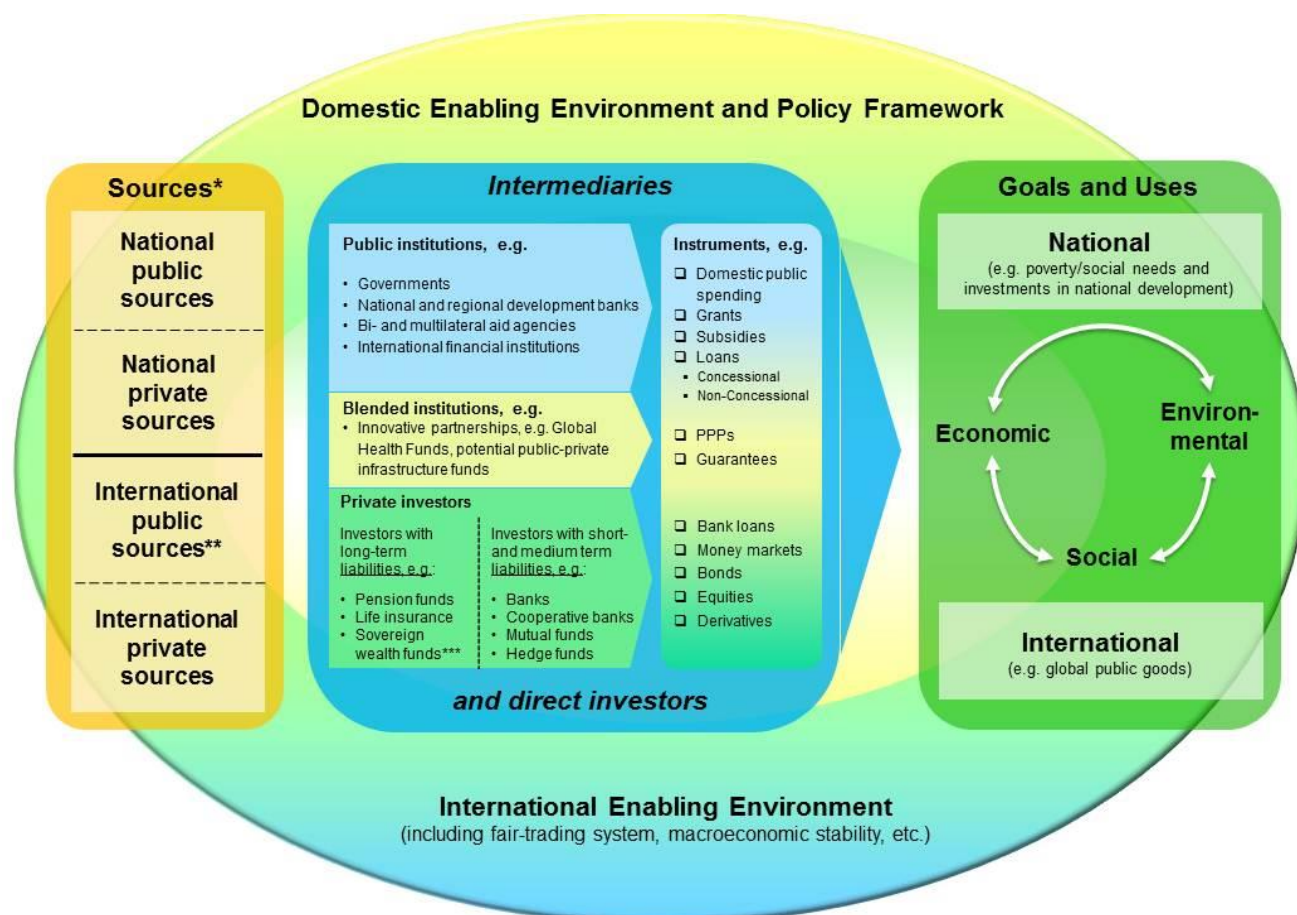 Domestic Enabling Environment and Policy Framework
Sources*
National
public
sources
National
private
sources
International
public
sources**
International
private
sources
Intermediaries
Public institutions, e.g.
• Governments
• National and regional development banks
• Bi- and multilateral aid agencies
• International financial institutions
Blended institutions, e.g.
• Innovative partnerships, e.g. Global
Health Funds, potential public-private
infrastructure funds
Private investors
Investors with
long-term
liabilities, e.g.:
• Pension funds
• Life insurance
• Sovereign
wealth funds***
Investors with short-
and medium term
liabilities, e.g.:
• Banks
• Cooperative banks
• Mutual funds
• Hedge funds
Instruments, e.g.
❑ Domestic public
spending
❑ Grants
❑ Subsidies
❑ Loans
▪ Concessional
▪ Non-Concessional
❑ PPPs
❑ Guarantees
❑ Bank loans
❑ Money markets
❑ Bonds
❑ Equities
❑ Derivatives
and direct investors
Goals and Uses
National
(e.g. poverty/social needs and
investments in national development)
Economic
Environ-
mental
Social
International
(e.g. global public goods)
International Enabling Environment
(including fair-trading system, macroeconomic stability, etc.)